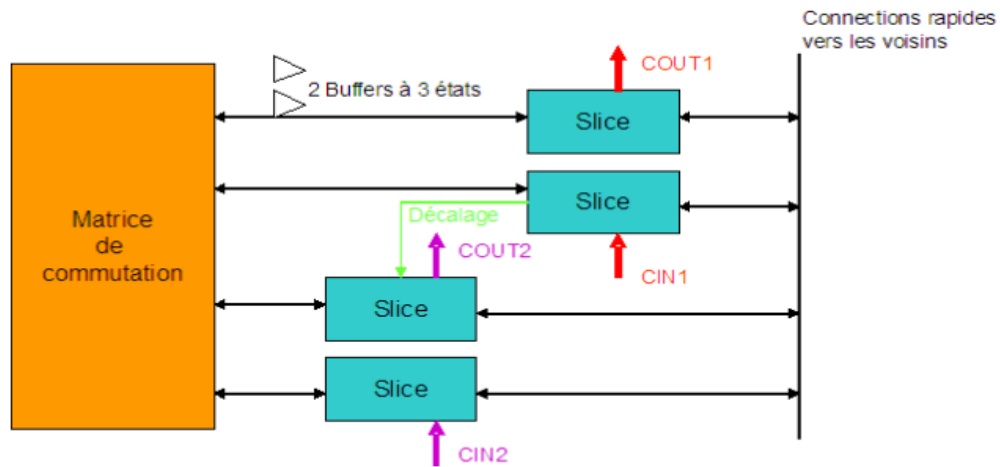 Connections rapides
vers les voisins
COUT1
2 Buffers à 3 états
Slice
Slice
Décalage
COUT2
CIN1
Matrice
de
commutation
Slice
Slice
CIN2